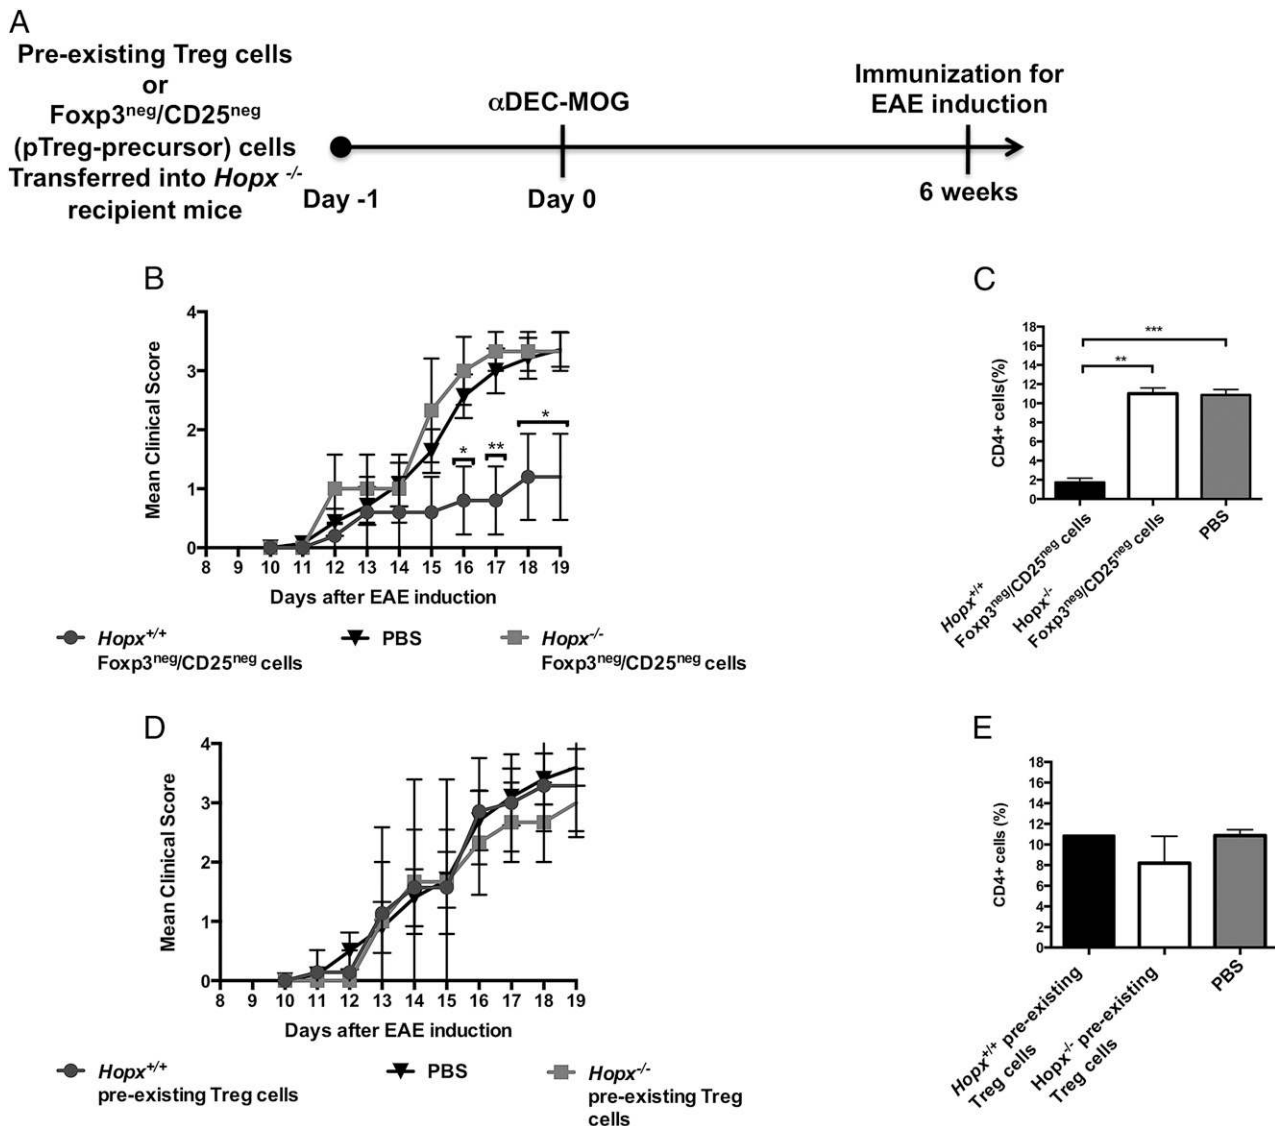 A
Pre-existing Treg cells
or
Foxp3neg/CD25neg
(pTreg-precursor) cells
Transferred into Hopx -/-
recipient mice
αDEC-MOG
Immunization for
EAE induction
Day -1
Day 0
6 weeks
B
Mean Clinical Score
4
3
2
1
0
* ** *
8 9 10 11 12 13 14 15 16 17 18 19
Days after EAE induction
Hopx+/+
Foxp3neg/CD25neg cells
PBS
Hopx-/-
Foxp3neg/CD25neg cells
C
CD4+ cells(%)
18
16
14
12
10
8
6
4
2
0
***
**
Hopx+/+
Foxp3neg/CD25neg cells
Hopx-/-
Foxp3neg/CD25neg cells
PBS
D
Mean Clinical Score
4
3
2
1
0
8 9 10 11 12 13 14 15 16 17 18 19
Days after EAE induction
Hopx+/+
pre-existing Treg cells
PBS
Hopx-/-
pre-existing Treg
cells
E
CD4+ cells (%)
18
16
14
12
10
8
6
4
2
0
Hopx+/+ pre-existing
Treg cells
Hopx-/- pre-existing
Treg cells
PBS